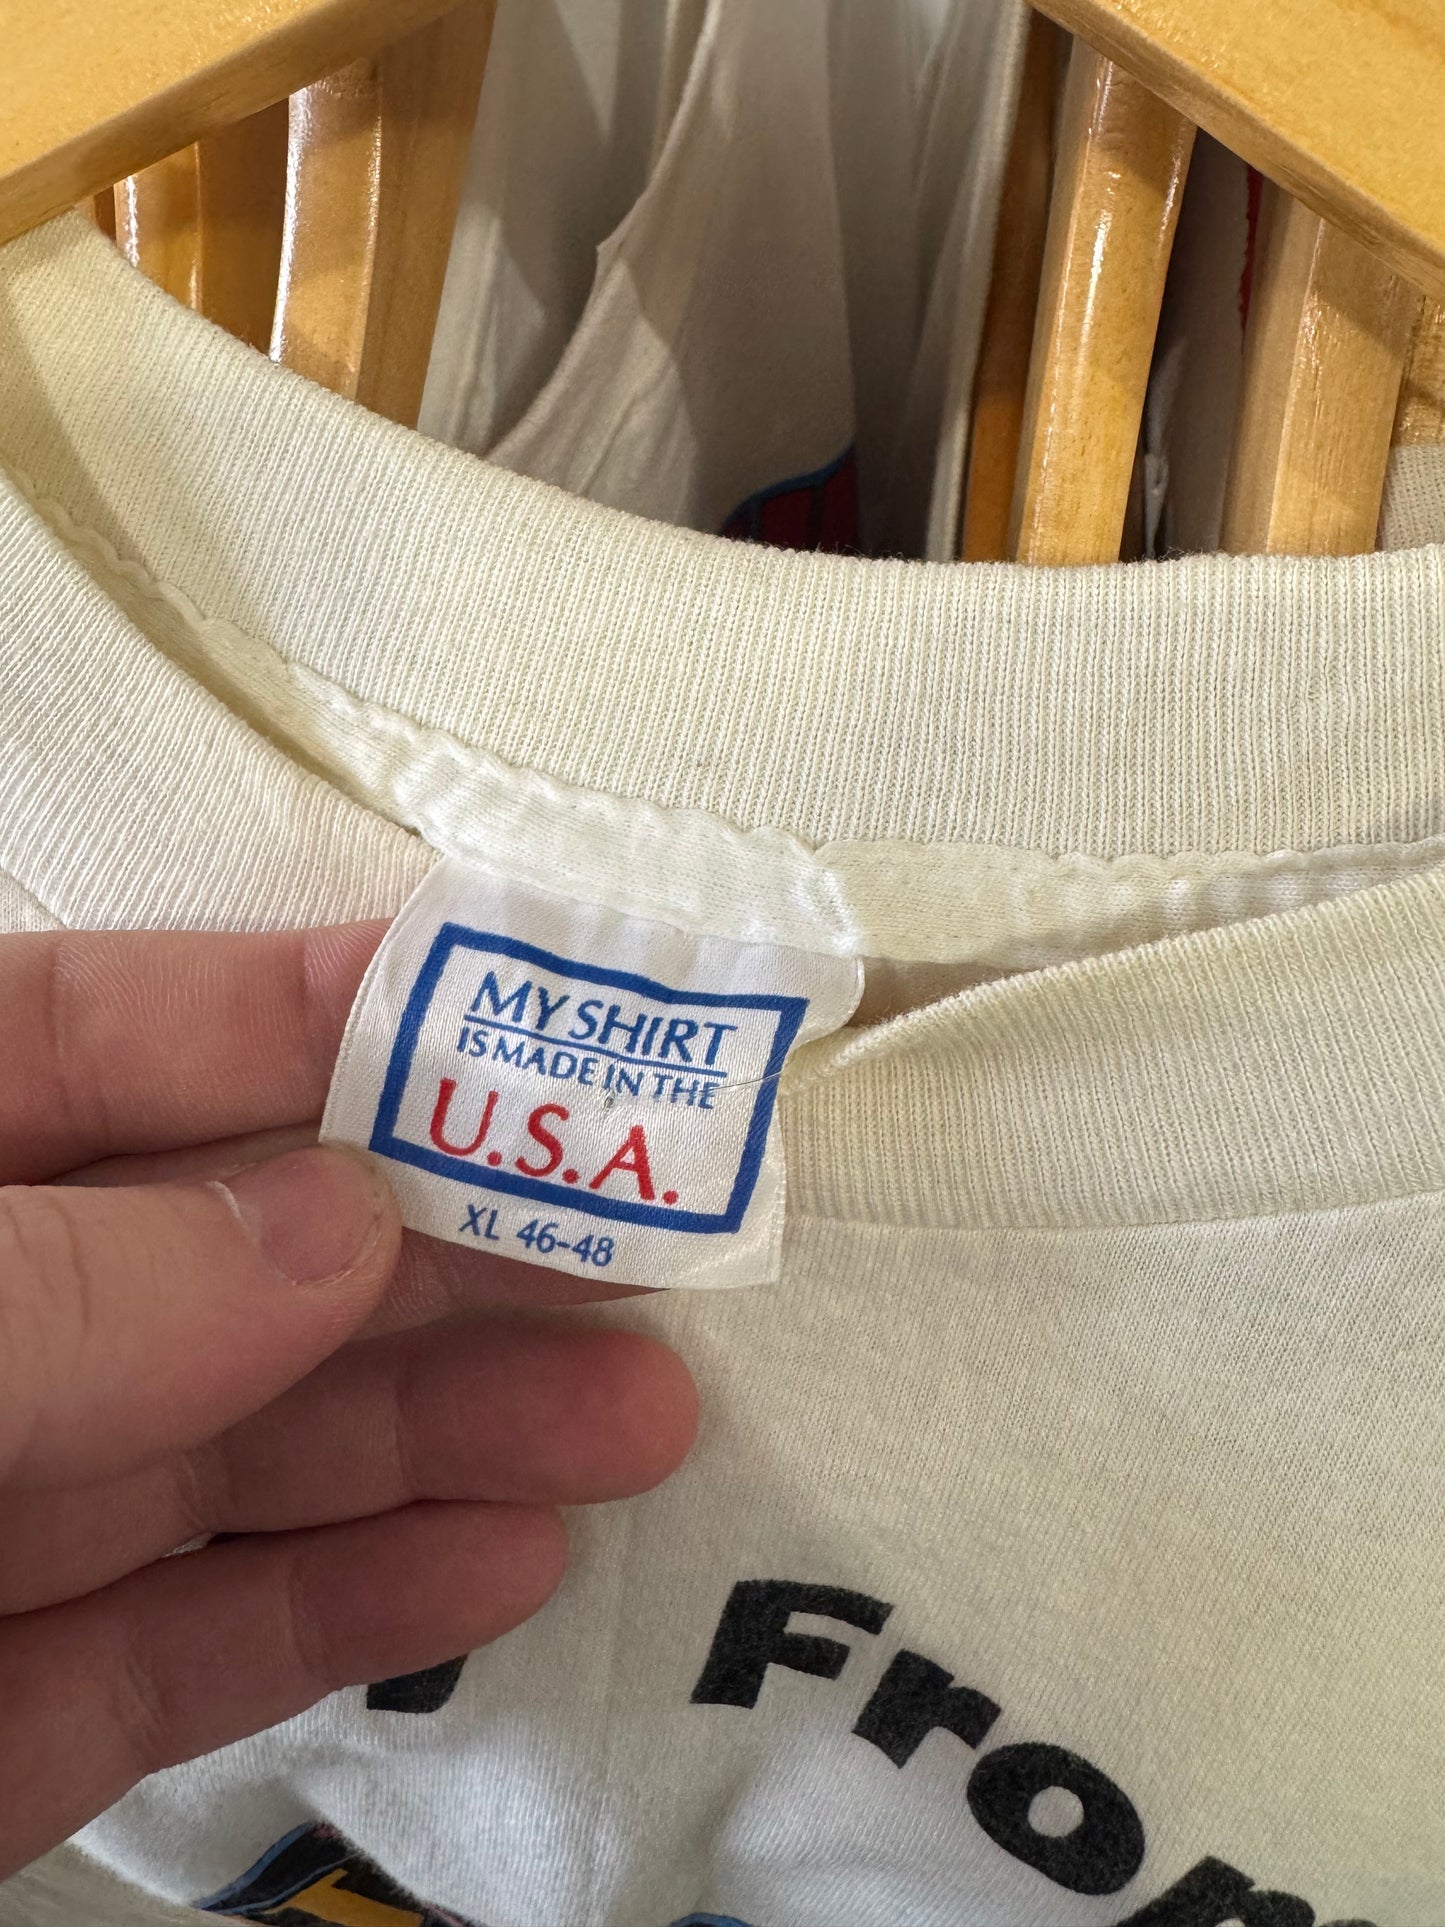 MY SHIRT
IS MADE IN THE
U.S.A.
XL 46-48
From